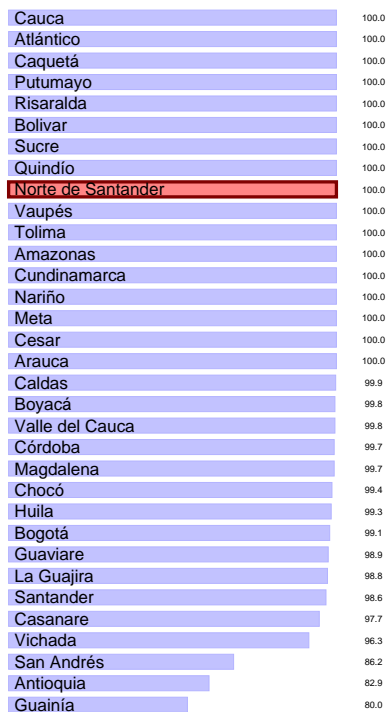 Cauca 100.0
Atlántico 100.0
Caquetá 100.0
Putumayo 100.0
Risaralda 100.0
Bolivar 100.0
Sucre 100.0
Quindío 100.0
Norte de Santander 100.0
Vaupés 100.0
Tolima 100.0
Amazonas 100.0
Cundinamarca 100.0
Nariño 100.0
Meta 100.0
Cesar 100.0
Arauca 100.0
Caldas 99.9
Boyacá 99.8
Valle del Cauca 99.8
Córdoba 99.7
Magdalena 99.7
Chocó 99.4
Huila 99.3
Bogotá 99.1
Guaviare 98.9
La Guajira 98.8
Santander 98.6
Casanare 97.7
Vichada 96.3
San Andrés 86.2
Antioquia 82.9
Guainía 80.0